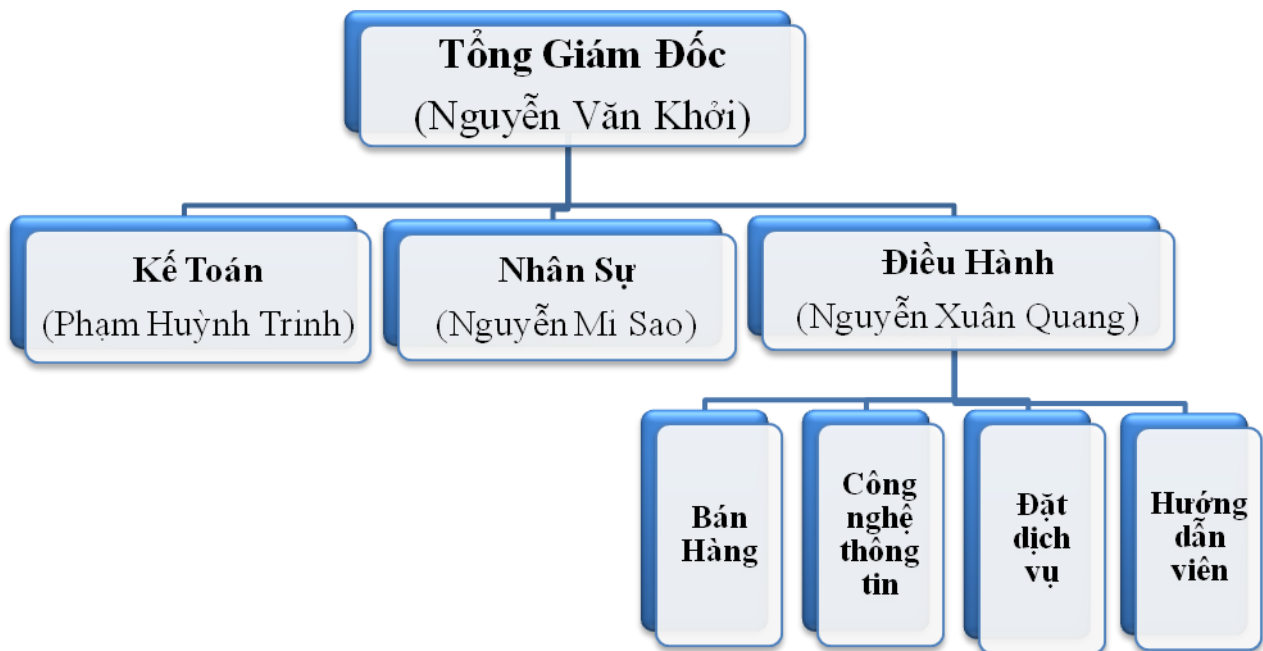 Tổng Giám Đốc
(Nguyễn Văn Khởi)
Kế Toán
(Phạm Huỳnh Trinh)
Nhân Sự
(Nguyễn Mi Sao)
Điều Hành
(Nguyễn Xuân Quang)
Bán
Hàng
Công
nghệ
thông
tin
Đặt
dịch
vụ
Hướng
dẫn
viên